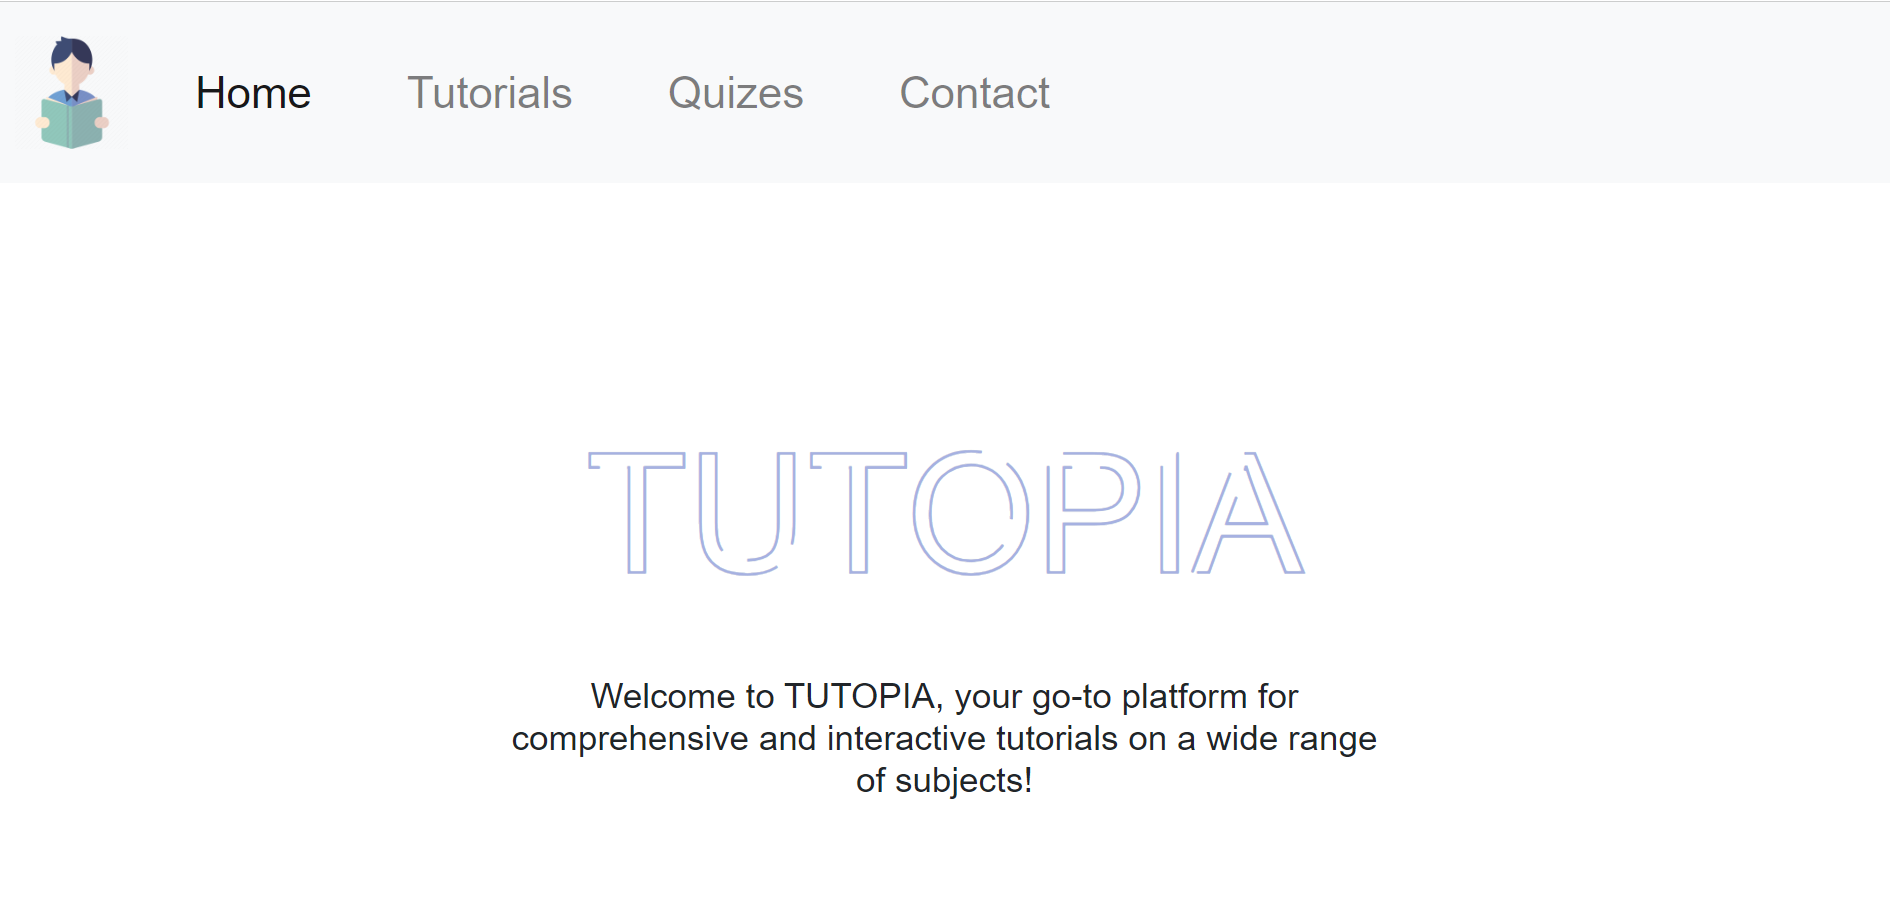 Home Tutorials Quizes Contact
TUTOPIA
Welcome to TUTOPIA, your go-to platform for
comprehensive and interactive tutorials on a wide range
of subjects!